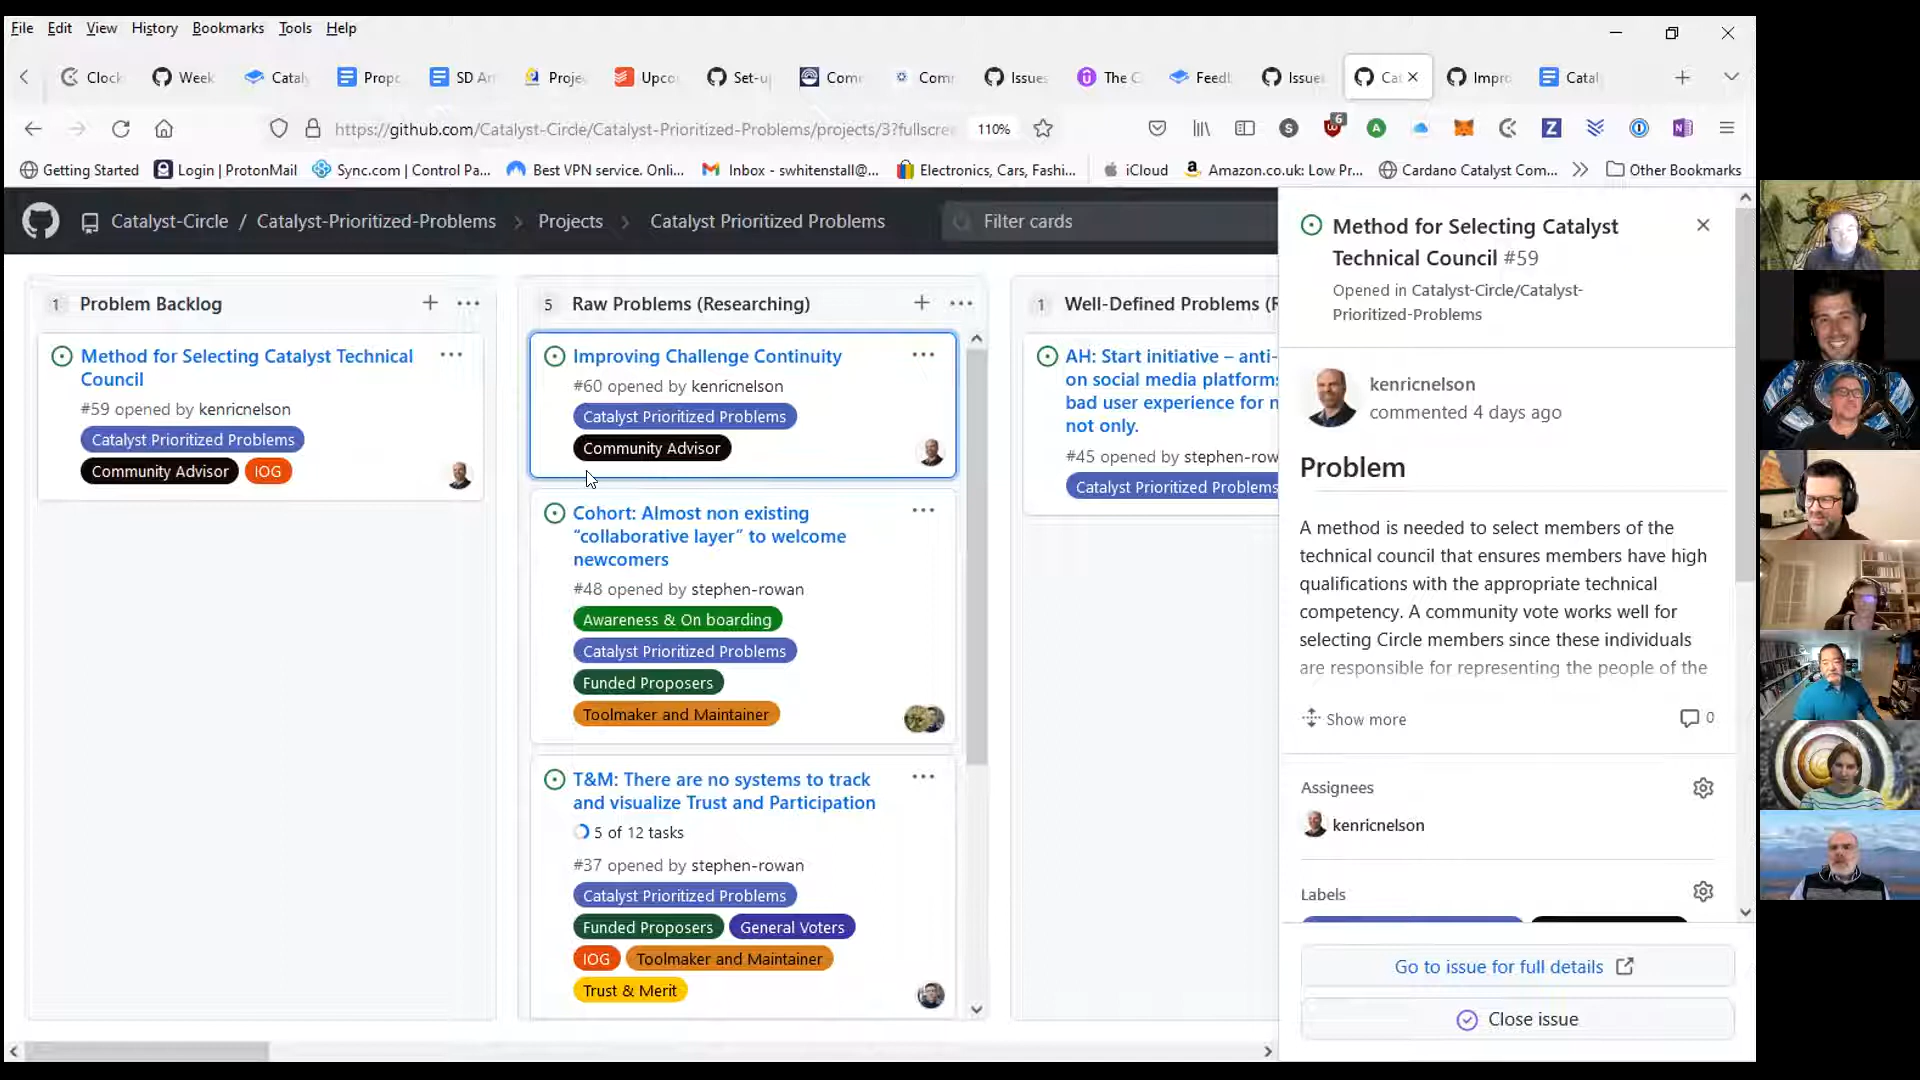 File Edit View History Bookmarks Tools Help
Clock Week Cataly Propo SD An Proje Upco Set-u Com Comm Issues The C Feedb Issue Cat Impro Catal
https://github.com/Catalyst-Circle/Catalyst-Prioritized-Problems/projects/3?fullscre 110% S 6 A Z N
Getting Started Login | ProtonMail Sync.com | Control Pa... Best VPN service. Onli... Inbox - swhitenstall@... Electronics, Cars, Fashi... iCloud Amazon.co.uk: Low Pr... Cardano Catalyst Com... Other Bookmarks
Catalyst-Circle / Catalyst-Prioritized-Problems Projects Catalyst Prioritized Problems Filter cards
1 Problem Backlog
Method for Selecting Catalyst Technical
Council
#59 opened by kenricnelson
Catalyst Prioritized Problems
Community Advisor IOG
5 Raw Problems (Researching)
Improving Challenge Continuity
#60 opened by kenricnelson
Catalyst Prioritized Problems
Community Advisor
Cohort: Almost non existing
“collaborative layer” to welcome
newcomers
#48 opened by stephen-rowan
Awareness & On boarding
Catalyst Prioritized Problems
Funded Proposers
Toolmaker and Maintainer
T&M: There are no systems to track
and visualize Trust and Participation
5 of 12 tasks
#37 opened by stephen-rowan
Catalyst Prioritized Problems
Funded Proposers General Voters
IOG Toolmaker and Maintainer
Trust & Merit
1 Well-Defined Problems (R
AH: Start initiative – anti-
on social media platforms
bad user experience for n
not only.
#45 opened by stephen-row
Catalyst Prioritized Problems
Method for Selecting Catalyst
Technical Council #59
Opened in Catalyst-Circle/Catalyst-
Prioritized-Problems
kenricnelson
commented 4 days ago
Problem
A method is needed to select members of the
technical council that ensures members have high
qualifications with the appropriate technical
competency. A community vote works well for
selecting Circle members since these individuals
are responsible for representing the people of the
Show more 0
Assignees
kenricnelson
Labels
Go to issue for full details
Close issue